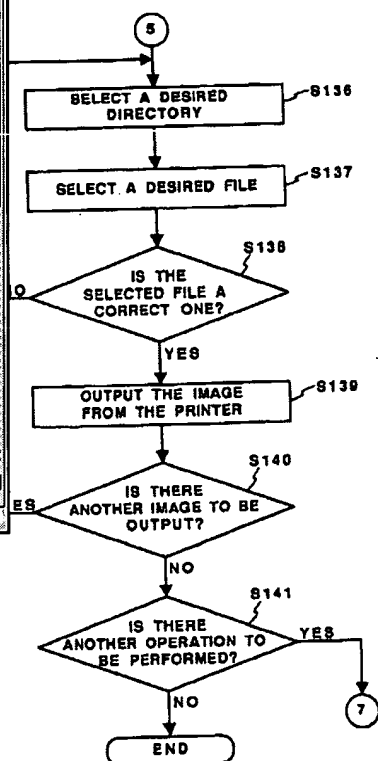 5
SELECT A DESIRED
DIRECTORY
S136
SELECT A DESIRED FILE
S137
S138
IS THE
SELECTED FILE A
CORRECT ONE?
YES
OUTPUT THE IMAGE
FROM THE PRINTER
S139
S140
IS THERE
ANOTHER IMAGE TO BE
OUTPUT?
ES
NO
S141
IS THERE
ANOTHER OPERATION TO
BE PERFORMED?
YES
7
NO
END